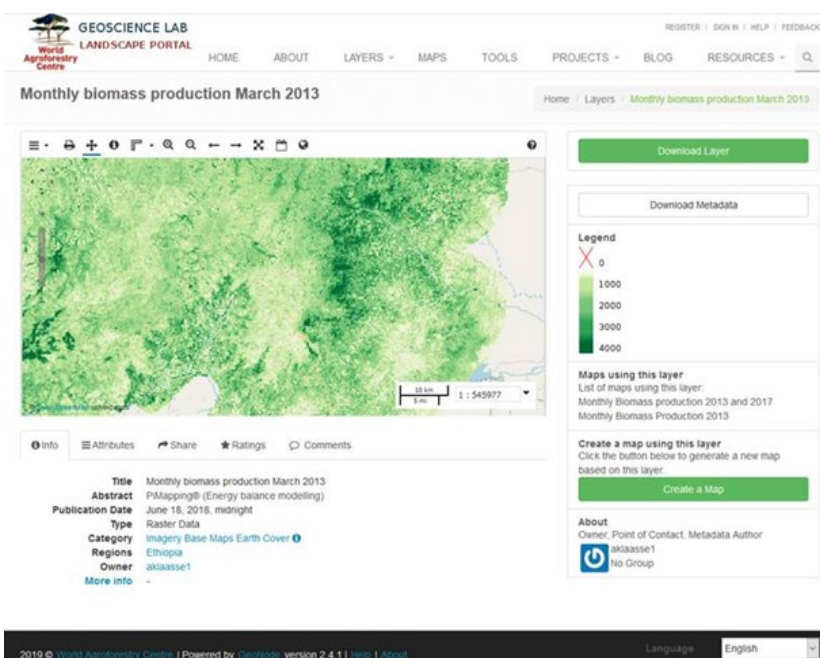 World
Agroforestry
Centre
GEOSCIENCE LAB
LANDSCAPE PORTAL
REGISTER | SIGN IN | HELP | FEEDBACK
HOME ABOUT LAYERS MAPS TOOLS PROJECTS BLOG RESOURCES
Monthly biomass production March 2013
Home / Layers / Monthly biomass production March 2013
10 km
5 mi
1 : 545977
Info Attributes Share Ratings Comments
Title Monthly biomass production March 2013
Abstract PiMapping® (Energy balance modelling)
Publication Date June 18, 2018, midnight
Type Raster Data
Category Imagery Base Maps Earth Cover
Regions Ethiopia
Owner aklaasse1
More info -
Download Layer
Download Metadata
Legend
0
1000
2000
3000
4000
Maps using this layer
List of maps using this layer:
Monthly Biomass production 2013 and 2017
Monthly Biomass Production 2013
Create a map using this layer
Click the button below to generate a new map
based on this layer.
Create a Map
About
Owner, Point of Contact, Metadata Author
aklaasse1
No Group
2019 © World Agroforestry Centre | Powered by GeoNode version 2.4.1 | Help | About
Language English